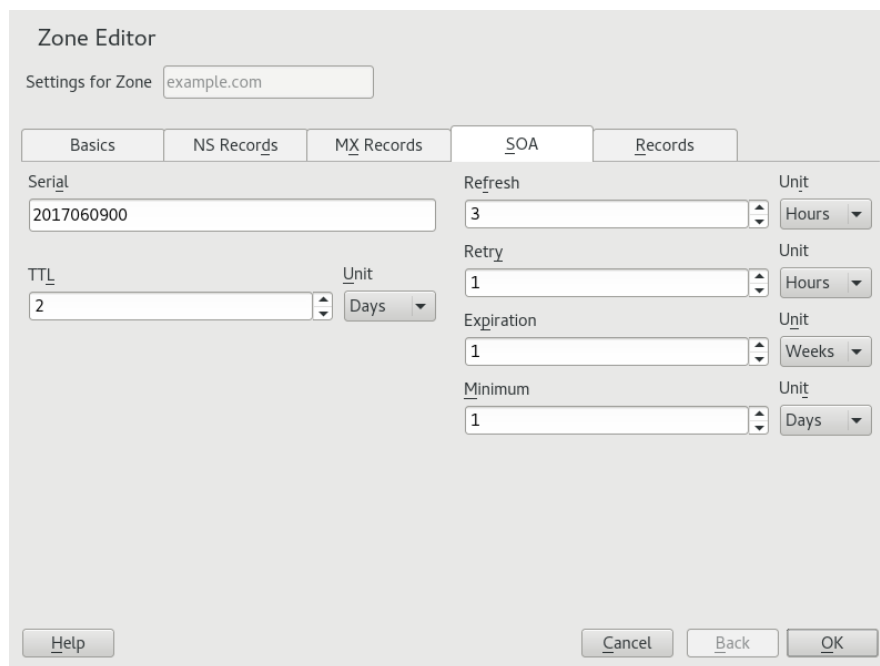 Zone Editor
Settings for Zone example.com
Basics NS Records MX Records SOA Records
Serial
2017060900
TTL Unit
2 Days
Refresh Unit
3 Hours
Retry Unit
1 Hours
Expiration Unit
1 Weeks
Minimum Unit
1 Days
Help Cancel Back OK